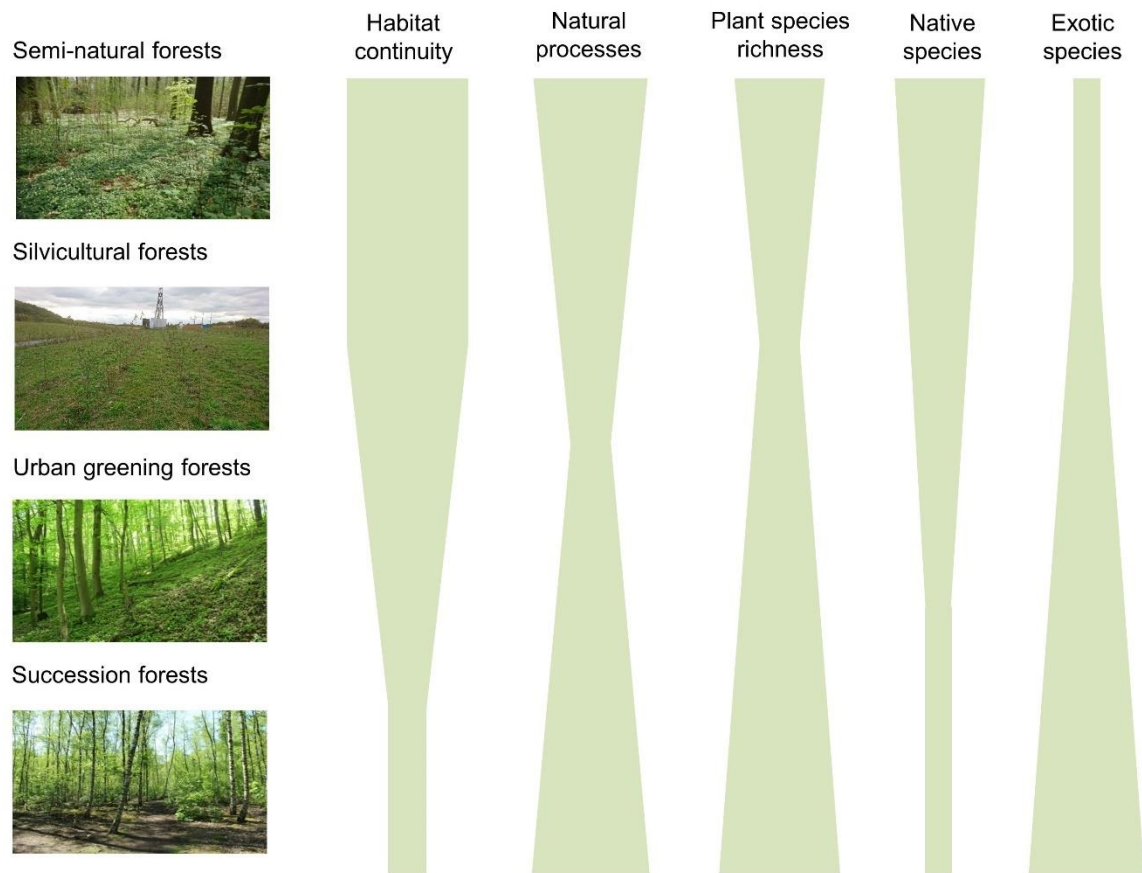 Habitat
continuity
Natural
processes
Plant species
richness
Native
species
Exotic
species
Semi-natural forests
Silvicultural forests
Urban greening forests
Succession forests